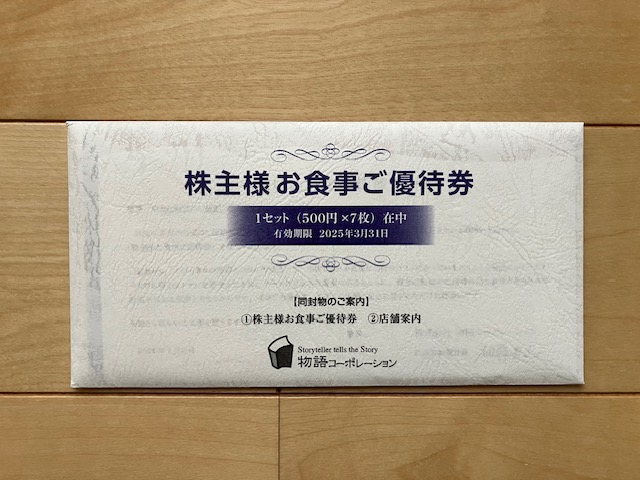 株主様 お食事ご優待券
1セット（500円×7枚）在中
有効期限 2025年3月31日
【同封物のご案内】
①株主様お食事ご優待券 ②店舗案内
Storyteller tells the Story
物語コーポレーション